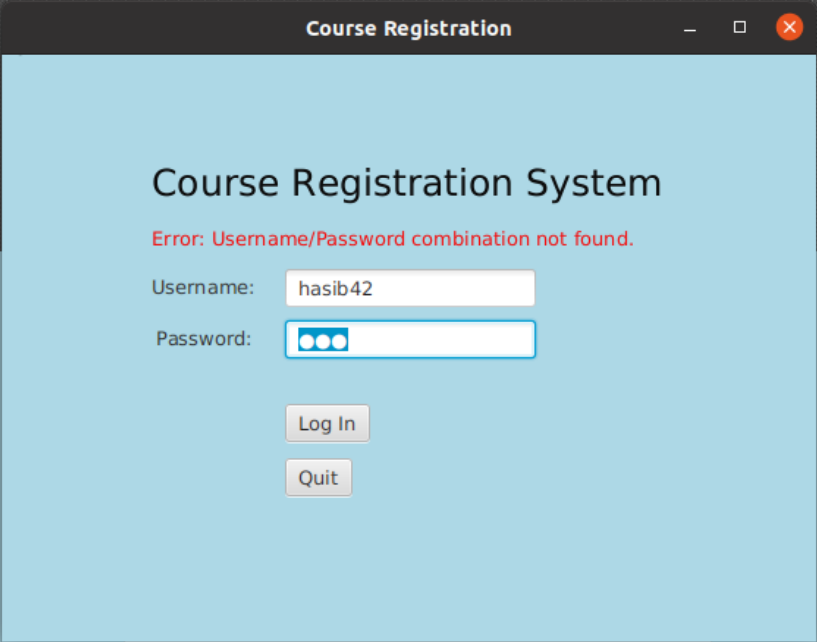 Course Registration
Course Registration System
Error: Username/Password combination not found.
Username: hasib42
Password: ●●●
Log In
Quit